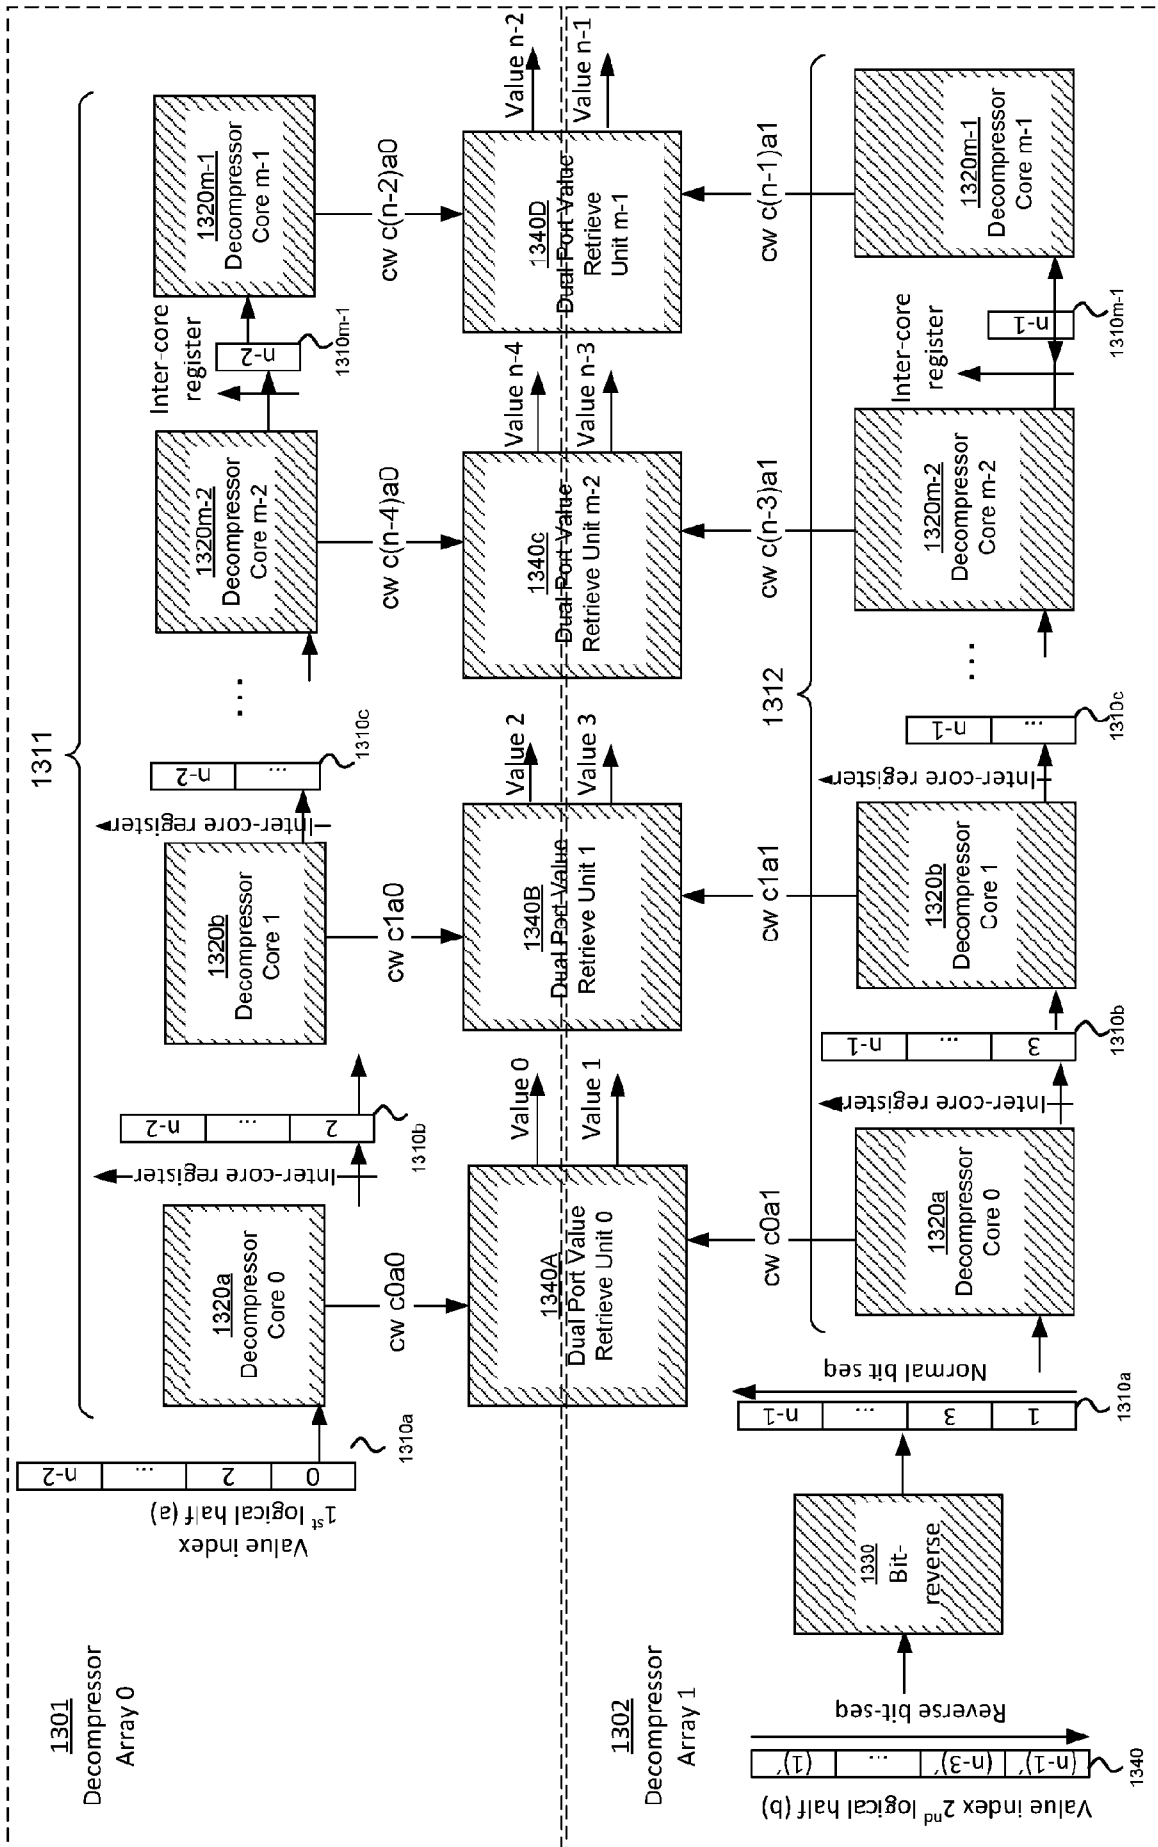 1301
Decompressor
Array 0
Value index
1st logical half (a)
0
2
...
n-2
1310a
1311
1320a
Decompressor
Core 0
Inter-core register
2
...
n-2
1310b
1320b
Decompressor
Core 1
Inter-core register
...
n-2
1310c
...
1320m-2
Decompressor
Core m-2
Inter-core
register
n-2
1310m-1
1320m-1
Decompressor
Core m-1
cw c0a0
cw c1a0
cw c(n-4)a0
cw c(n-2)a0
1340A
Dual Port Value
Retrieve Unit 0
Value 0
Value 1
1340B
Dual Port Value
Retrieve Unit 1
Value 2
Value 3
1340c
Dual Port Value
Retrieve Unit m-2
Value n-4
Value n-3
1340D
Dual Port Value
Retrieve
Unit m-1
Value n-2
Value n-1
cw c0a1
cw c1a1
cw c(n-3)a1
cw c(n-1)a1
1302
Decompressor
Array 1
1312
Value index 2nd logical half (b)
(n-1)´
(n-3)´
...
(1)´
1340
Reverse bit-seq
1330
Bit-
reverse
1
3
...
n-1
1310a
Normal bit seq
1320a
Decompressor
Core 0
Inter-core register
3
...
n-1
1310b
1320b
Decompressor
Core 1
Inter-core register
...
n-1
1310c
...
1320m-2
Decompressor
Core m-2
Inter-core
register
n-1
1310m-1
1320m-1
Decompressor
Core m-1